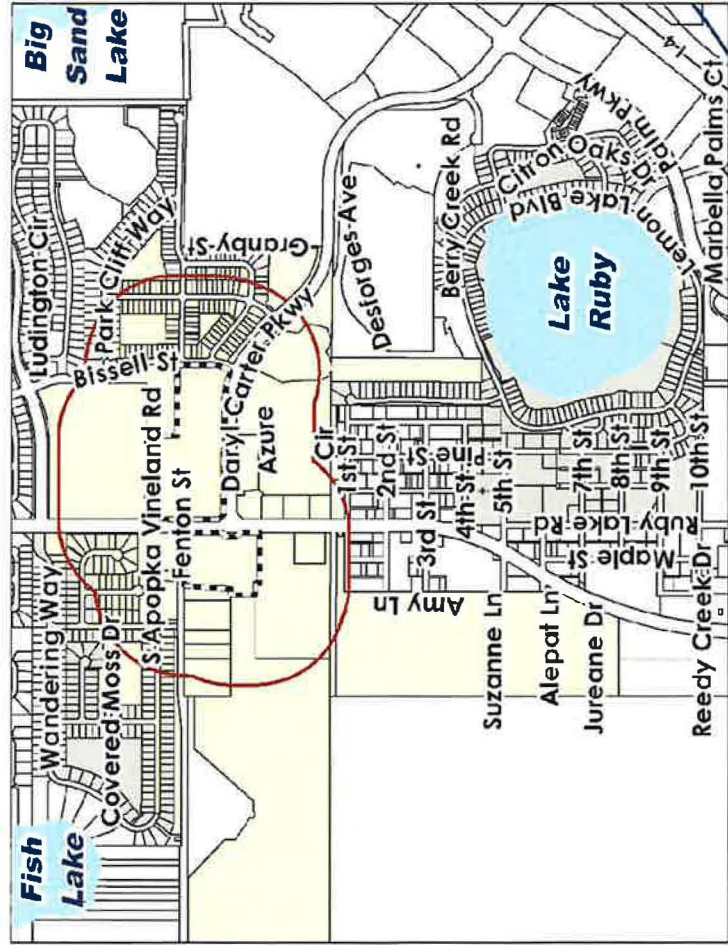 Big
Sand
Lake
Ludington Cir
Park Cliff Way
Bissell St
Granby St
Wandering Way
Covered Moss Dr
S Apopka Vineland Rd
Fenton St
Daryl Carter Pkwy
Azure
Cir
Fish
Lake
Desforges Ave
Berry Creek Rd
Citron Oaks Dr
Palm Pkwy
I-4
Lemon Lake Blvd
Lake
Ruby
Marbella Palms Ct
1st St
2nd St
Pine St
3rd St
4th St
5th St
7th St
8th St
9th St
10th St
Ruby Lake Rd
Maple St
Amy Ln
Suzanne Ln
Alepat Ln
Jureane Dr
Reedy Creek Dr